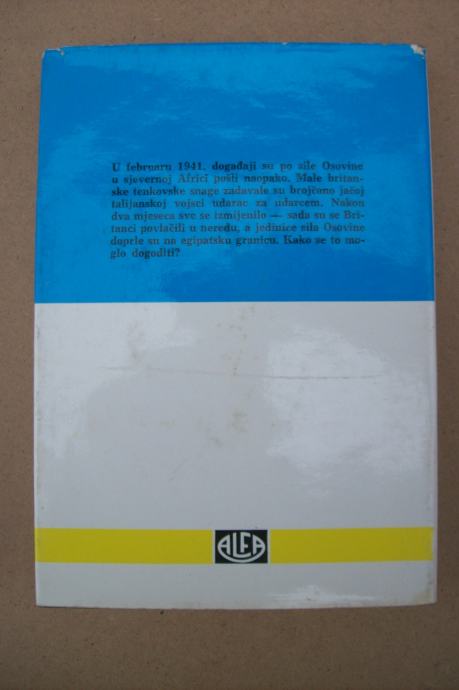 U februaru 1941. događaji su po sile Osovine
u sjevernoj Africi pošli naopako. Male britan-
ske tenkovske snage zadavale su brojčano jačoj
talijanskoj vojsci udarac za udarcem. Nakon
dva mjeseca sve se izmijenilo — sada su se Bri-
tanci povlačili u neredu, a jedinice sila Osovine
doprle su na egipatsku granicu. Kako se to mo-
glo dogoditi?
ALFA